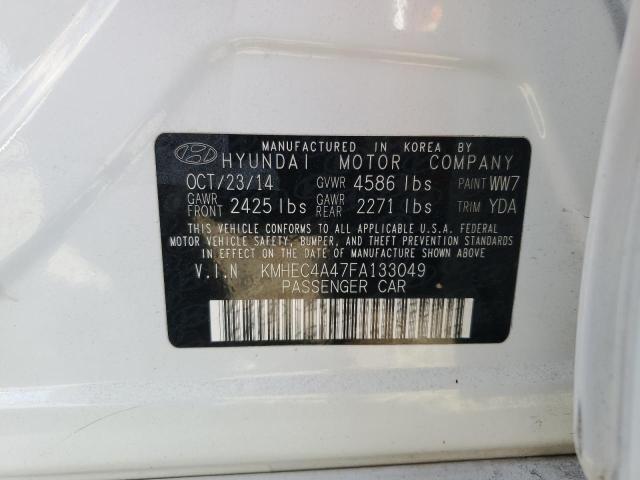 MANUFACTURED IN KOREA BY
HYUNDAI MOTOR COMPANY
OCT/23/14 GVWR 4586 lbs PAINT WW7
GAWR FRONT 2425 lbs GAWR REAR 2271 lbs TRIM YDA
THIS VEHICLE CONFORMS TO ALL APPLICABLE U.S.A. FEDERAL
MOTOR VEHICLE SAFETY, BUMPER, AND THEFT PREVENTION STANDARDS
IN EFFECT ON THE DATE OF MANUFACTURE SHOWN ABOVE
V.I.N KMHEC4A47FA133049
PASSENGER CAR